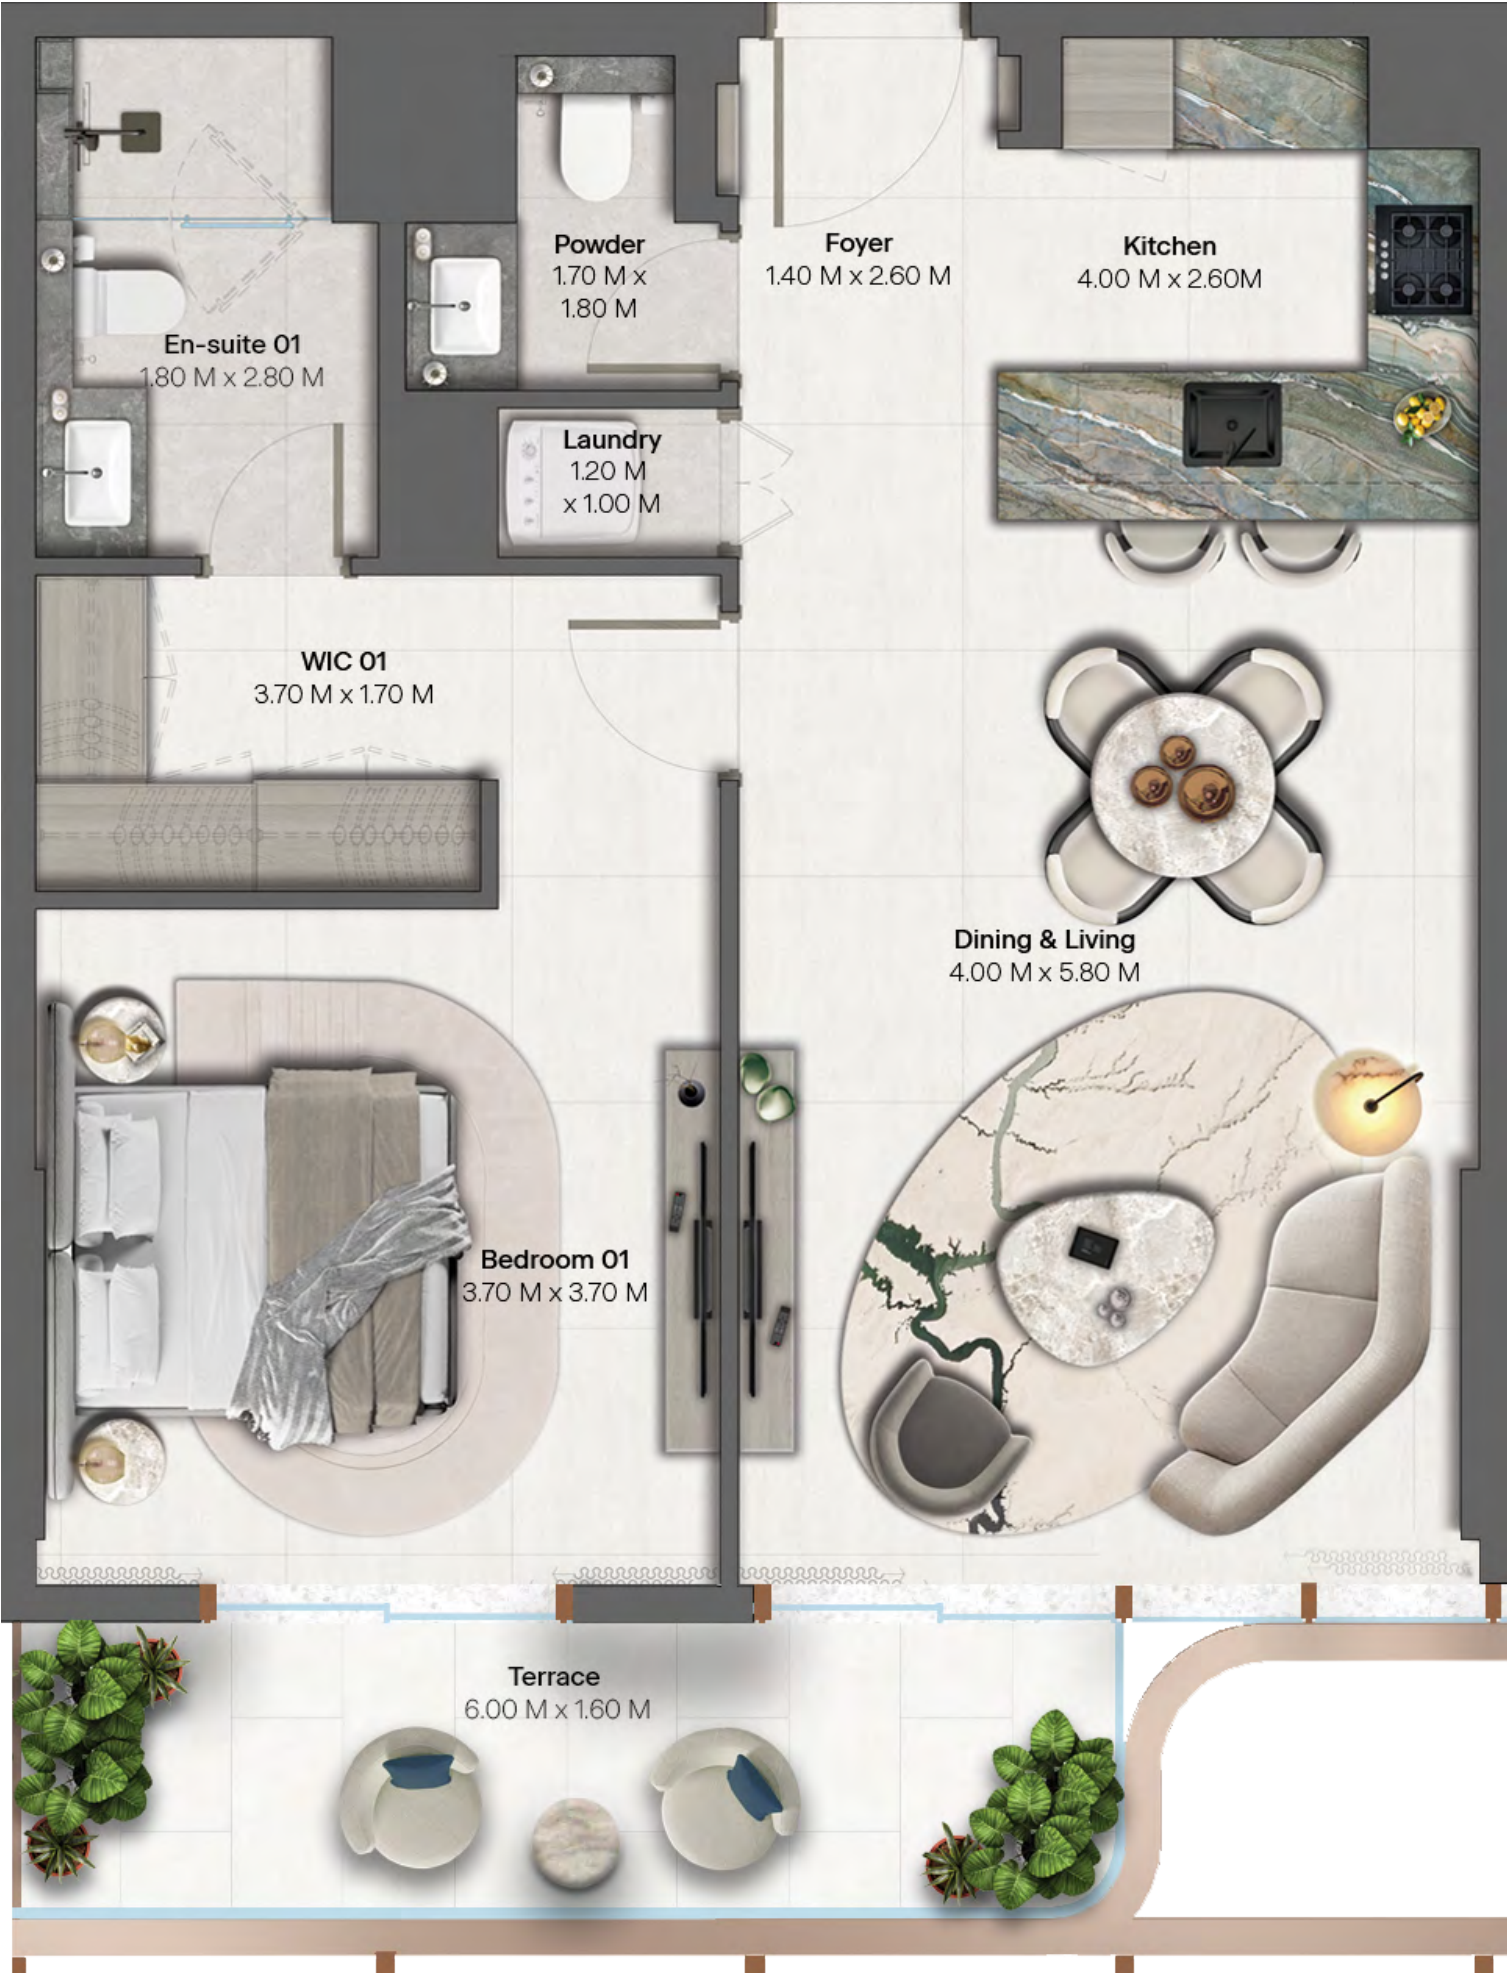 Powder
1.70 M x
1.80 M
Foyer
1.40 M x 2.60 M
Kitchen
4.00 M x 2.60M
En-suite 01
1.80 M x 2.80 M
Laundry
1.20 M
x 1.00 M
WIC 01
3.70 M x 1.70 M
Dining & Living
4.00 M x 5.80 M
Bedroom 01
3.70 M x 3.70 M
Terrace
6.00 M x 1.60 M